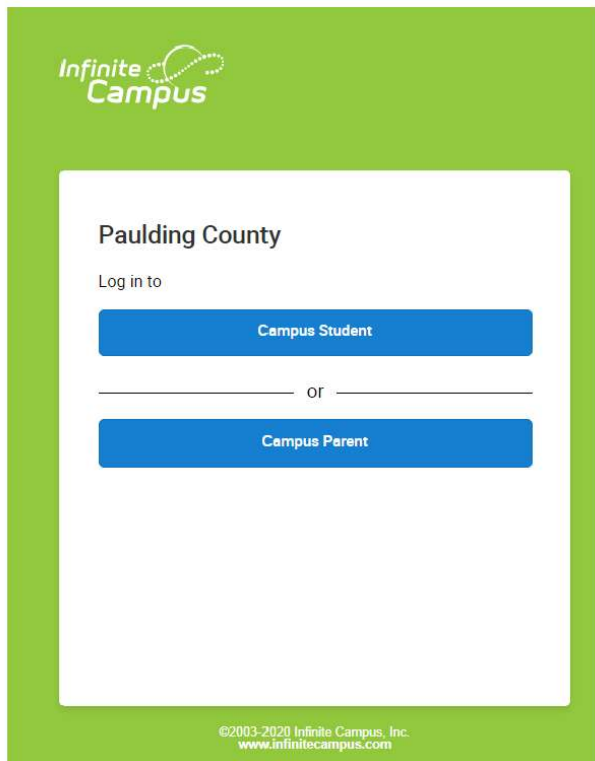 Infinite
Campus
Paulding County
Log in to
Campus Student
or
Campus Parent
©2003-2020 Infinite Campus, Inc.
www.infinitecampus.com